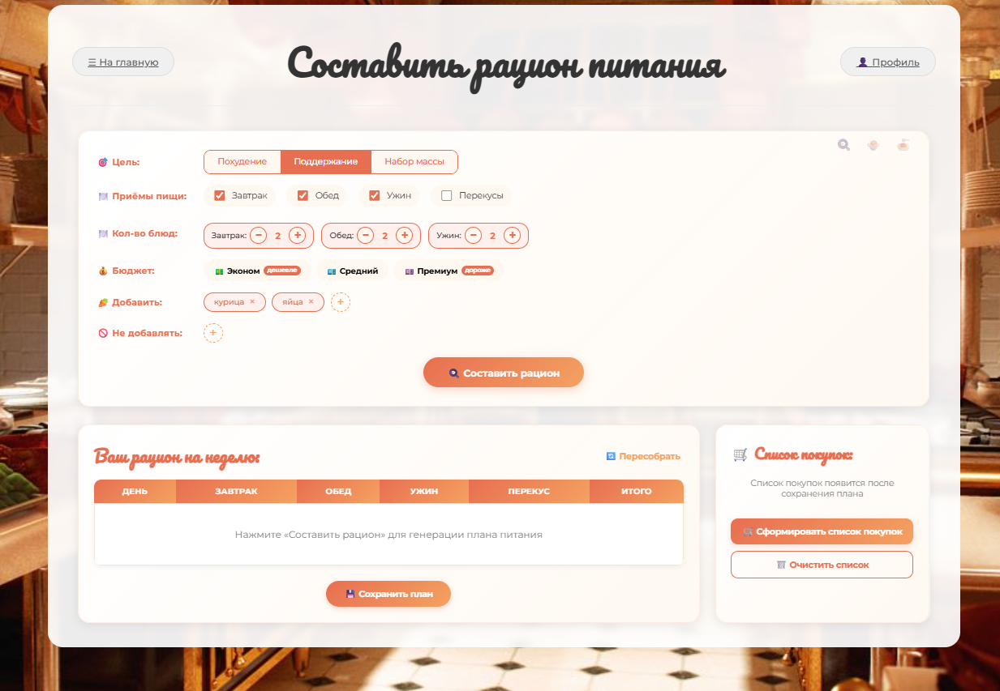 ☰ На главную
Составить рацион питания
👤 Профиль
🎯 Цель: Похудение Поддержание Набор массы
🍽️ Приёмы пищи: Завтрак Обед Ужин Перекусы
🍽️ Кол-во блюд: Завтрак: − 2 + Обед: − 2 + Ужин: − 2 +
💰 Бюджет: 💵 Эконом дешевле 💶 Средний 💷 Премиум дороже
🥕 Добавить: курица × яйца × +
🚫 Не добавлять: +
🍳 Составить рацион
Ваш рацион на неделю:
🔄 Пересобрать
ДЕНЬ ЗАВТРАК ОБЕД УЖИН ПЕРЕКУС ИТОГО
Нажмите «Составить рацион» для генерации плана питания
💾 Сохранить план
🛒 Список покупок:
Список покупок появится после
сохранения плана
🛒 Сформировать список покупок
🗑️ Очистить список